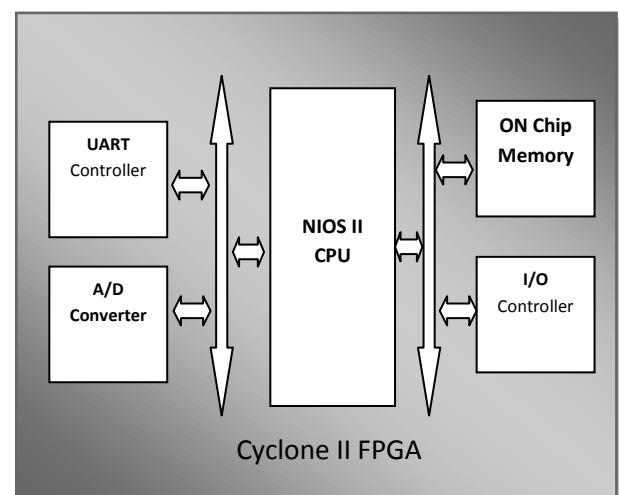 UART
Controller
A/D
Converter
NIOS II
CPU
ON Chip
Memory
I/O
Controller
Cyclone II FPGA